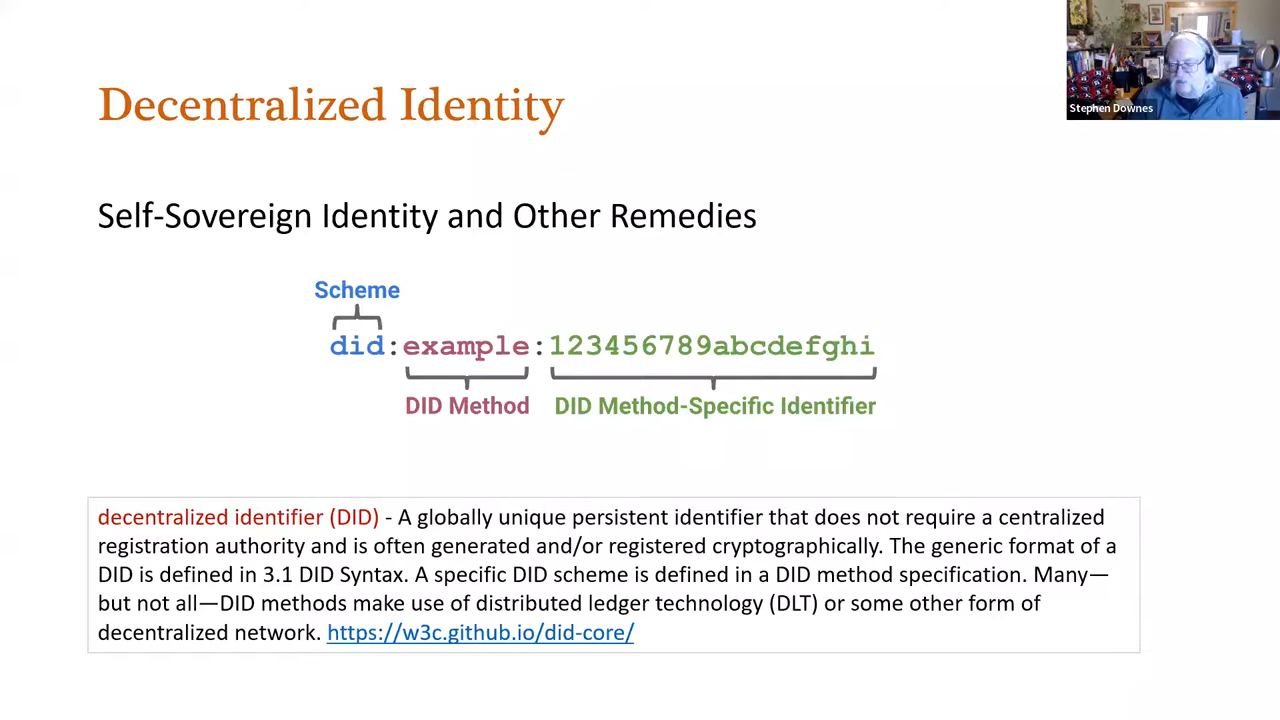 Stephen Downes
Decentralized Identity
Self-Sovereign Identity and Other Remedies
Scheme
did:example:123456789abcdefghi
DID Method DID Method-Specific Identifier
decentralized identifier (DID) - A globally unique persistent identifier that does not require a centralized
registration authority and is often generated and/or registered cryptographically. The generic format of a
DID is defined in 3.1 DID Syntax. A specific DID scheme is defined in a DID method specification. Many—
but not all—DID methods make use of distributed ledger technology (DLT) or some other form of
decentralized network. https://w3c.github.io/did-core/